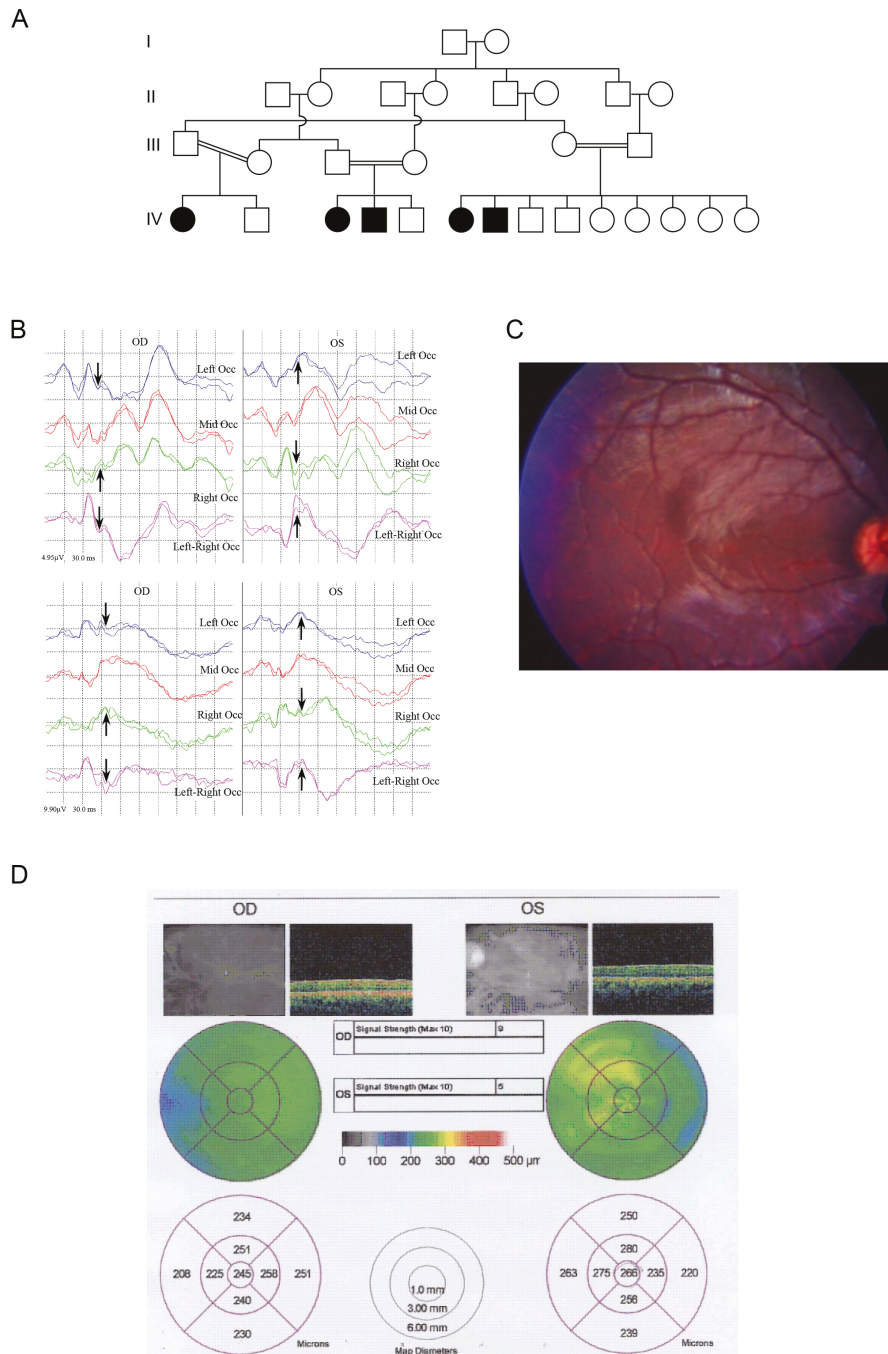 A
I
II
III
IV
B
OD
OS
Left Occ
Left Occ
Mid Occ
Mid Occ
Right Occ
Right Occ
Left-Right Occ
Left-Right Occ
4.95µV 30.0 ms
OD
OS
Left Occ
Left Occ
Mid Occ
Mid Occ
Right Occ
Right Occ
Left-Right Occ
Left-Right Occ
9.90µV 30.0 ms
C
D
OD OS
OD Signal Strength (Max 10) 9
OS Signal Strength (Max 10) 5
0 100 200 300 400 500 µm
234
251
208 225 245 258 251
240
230
Microns
1.0 mm
3.00 mm
6.00 mm
Map Diameters
250
280
263 275 266 235 220
256
239
Microns